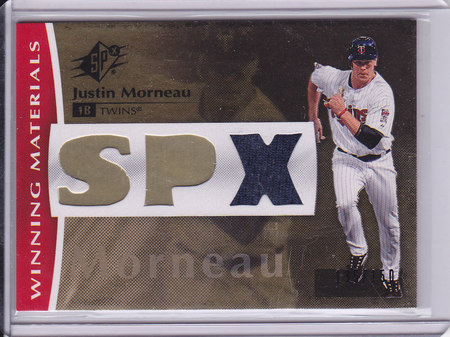 SPx
Justin Morneau
1B TWINS®
WINNING MATERIALS
SPX
Morneau